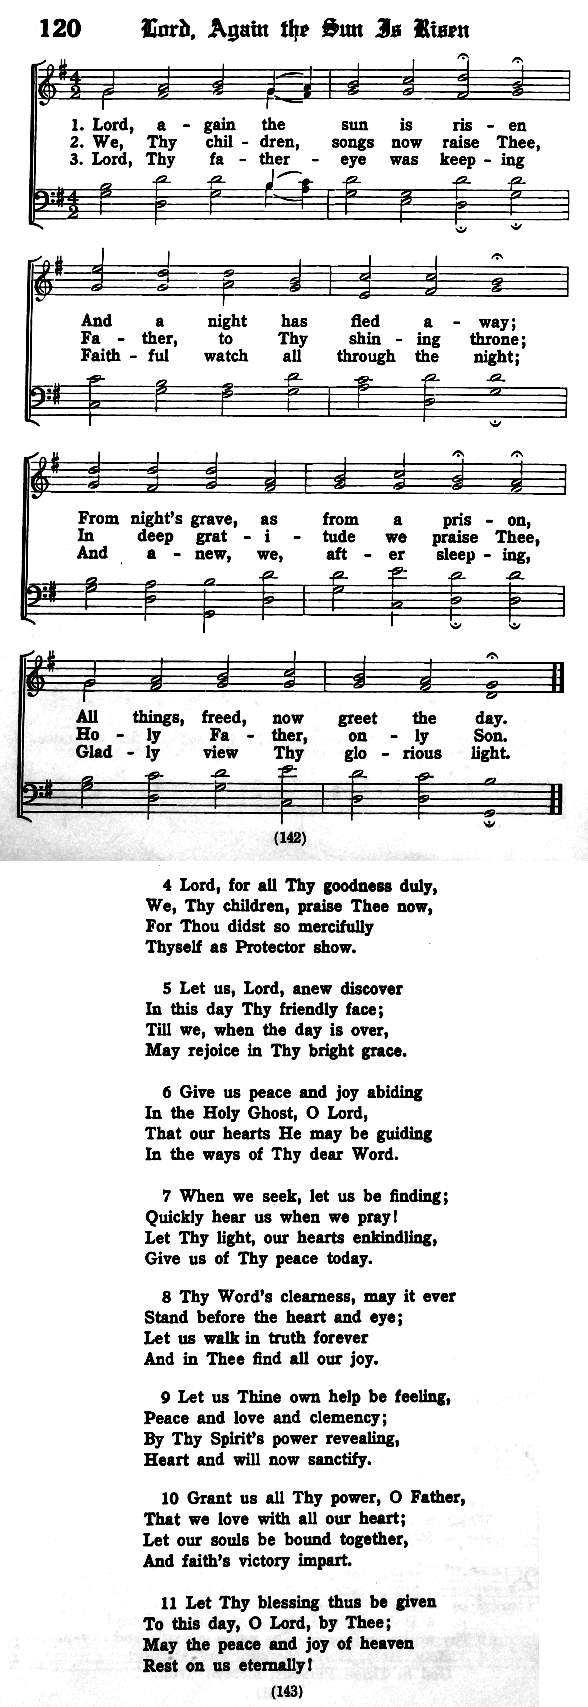 120 Lord, Again the Sun Is Risen
1. Lord, a - gain the sun is ris - en
2. We, Thy chil - dren, songs now raise Thee,
3. Lord, Thy fa - ther - eye was keep - ing
And a night has fled a - way;
Fa - ther, to Thy shin - ing throne;
Faith - ful watch all through the night;
From night's grave, as from a pris - on,
In deep grat - i - tude we praise Thee,
And a - new, we, aft - er sleep - ing,
All things, freed, now greet the day.
Ho - ly Fa - ther, on - ly Son.
Glad - ly view Thy glo - rious light.
(142)
4 Lord, for all Thy goodness duly,
We, Thy children, praise Thee now,
For Thou didst so mercifully
Thyself as Protector show.
5 Let us, Lord, anew discover
In this day Thy friendly face;
Till we, when the day is over,
May rejoice in Thy bright grace.
6 Give us peace and joy abiding
In the Holy Ghost, O Lord,
That our hearts He may be guiding
In the ways of Thy dear Word.
7 When we seek, let us be finding;
Quickly hear us when we pray!
Let Thy light, our hearts enkindling,
Give us of Thy peace today.
8 Thy Word's clearness, may it ever
Stand before the heart and eye;
Let us walk in truth forever
And in Thee find all our joy.
9 Let us Thine own help be feeling,
Peace and love and clemency;
By Thy Spirit's power revealing,
Heart and will now sanctify.
10 Grant us all Thy power, O Father,
That we love with all our heart;
Let our souls be bound together,
And faith's victory impart.
11 Let Thy blessing thus be given
To this day, O Lord, by Thee;
May the peace and joy of heaven
Rest on us eternally!
(143)